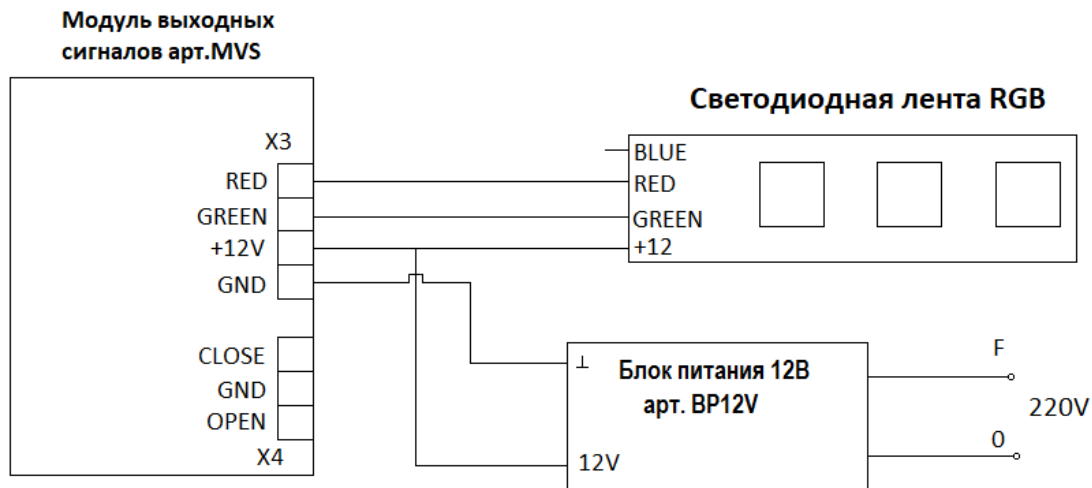 Модуль выходных
сигналов арт.MVS
X3
RED
GREEN
+12V
GND
CLOSE
GND
OPEN
X4
Светодиодная лента RGB
BLUE
RED
GREEN
+12
⊥
Блок питания 12В
арт. BP12V
12V
F
220V
0